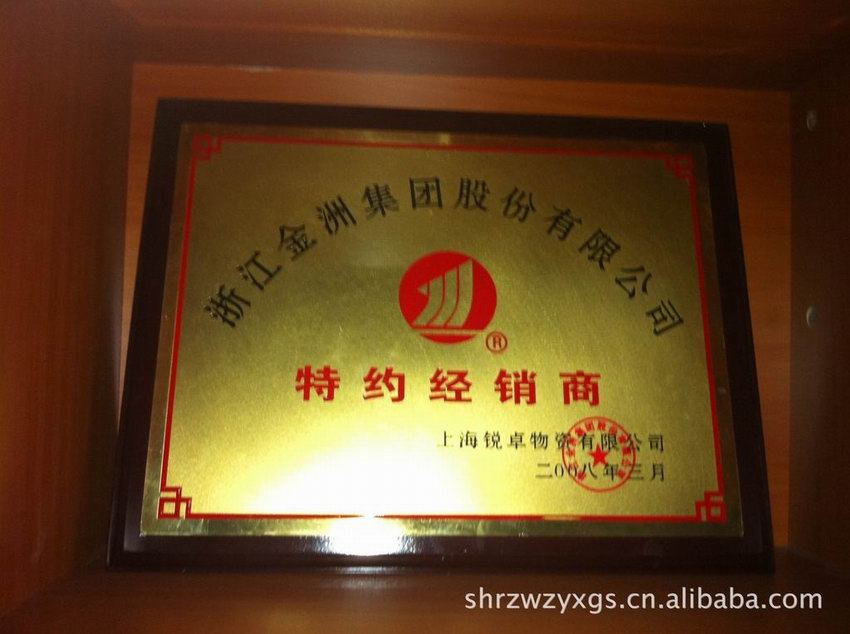 浙江金洲集团股份有限公司
®
特约经销商
上海锐卓物资有限公司
二00八年三月
shrzwzyxgs.cn.alibaba.com